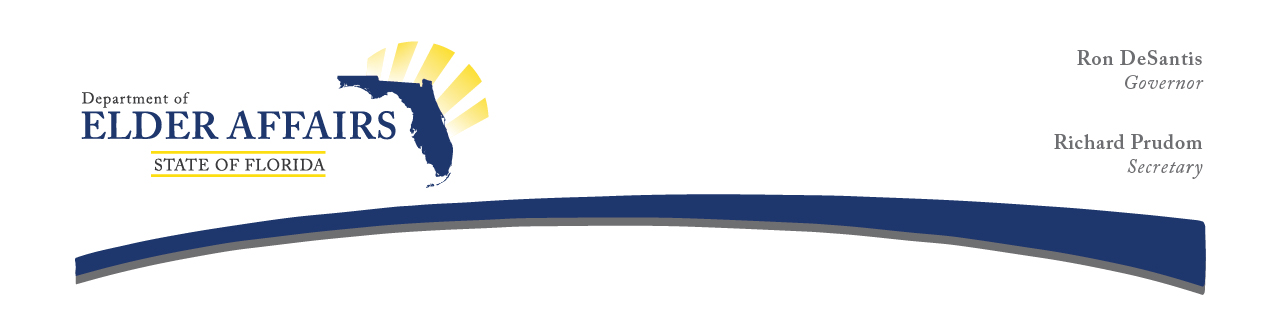 Department of
ELDER AFFAIRS
STATE OF FLORIDA
Ron DeSantis
Governor
Richard Prudom
Secretary